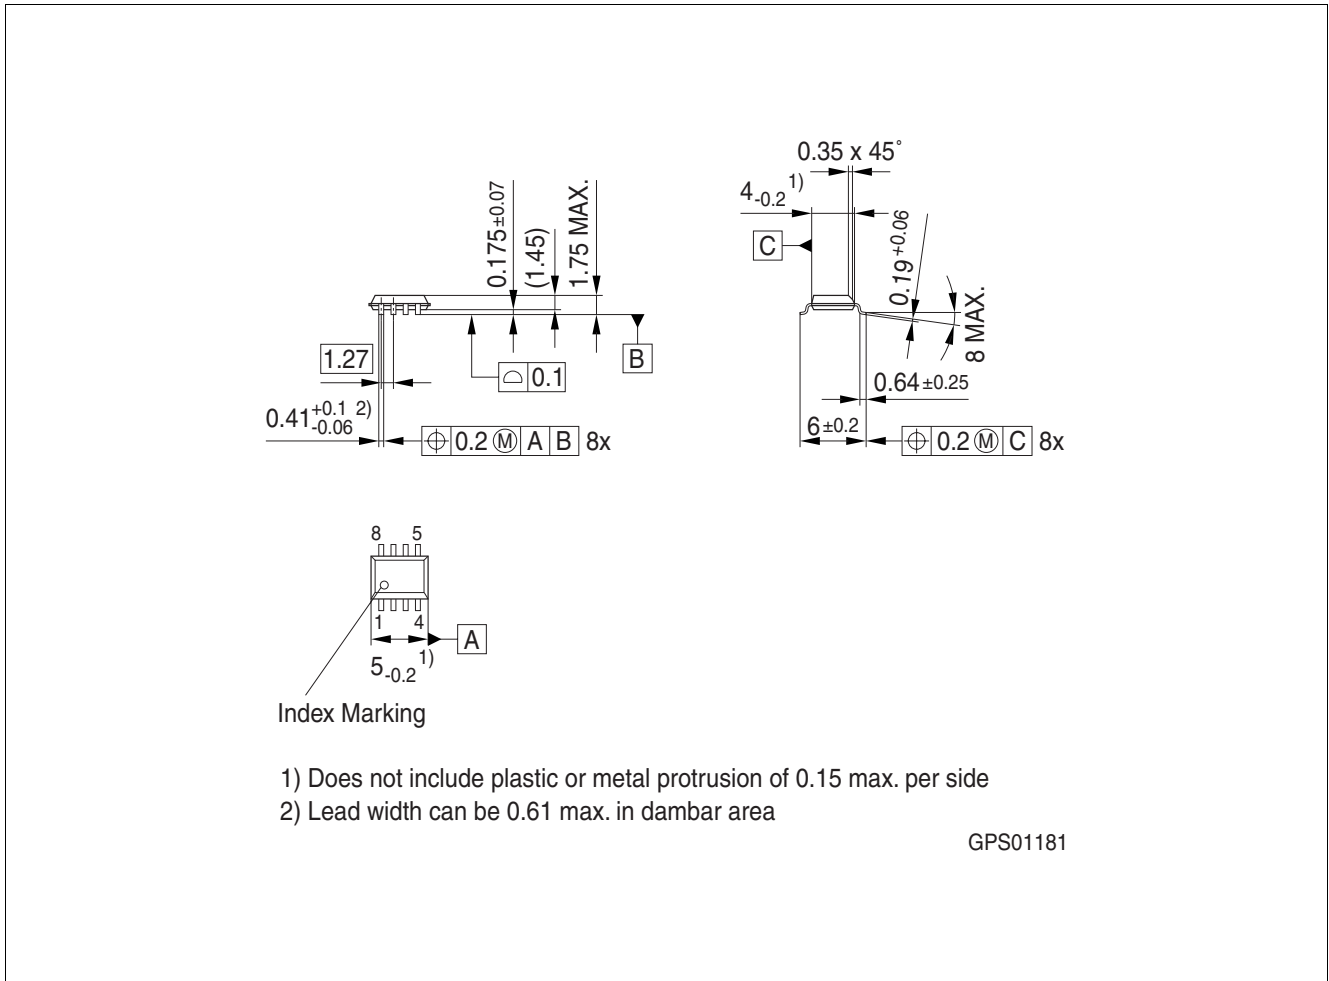 0.35 x 45°
4 -0.2 1)
C
0.19 +0.06
8 MAX.
0.64 ±0.25
6 ±0.2
⌖ 0.2 Ⓜ C 8x
0.175 ±0.07
(1.45)
1.75 MAX.
B
1.27
⌓ 0.1
0.41 +0.1 -0.06 2)
⌖ 0.2 Ⓜ A B 8x
8 5
1 4
A
5 -0.2 1)
Index Marking
1) Does not include plastic or metal protrusion of 0.15 max. per side
2) Lead width can be 0.61 max. in dambar area
GPS01181